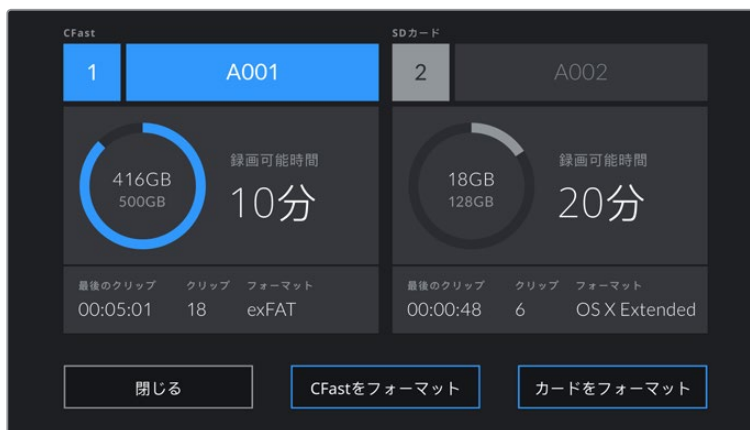 CFast
1
A001
416GB
500GB
録画可能時間
10分
最後のクリップ クリップ フォーマット
00:05:01 18 exFAT
SDカード
2
A002
18GB
128GB
録画可能時間
20分
最後のクリップ クリップ フォーマット
00:00:48 6 OS X Extended
閉じる
CFastをフォーマット
カードをフォーマット